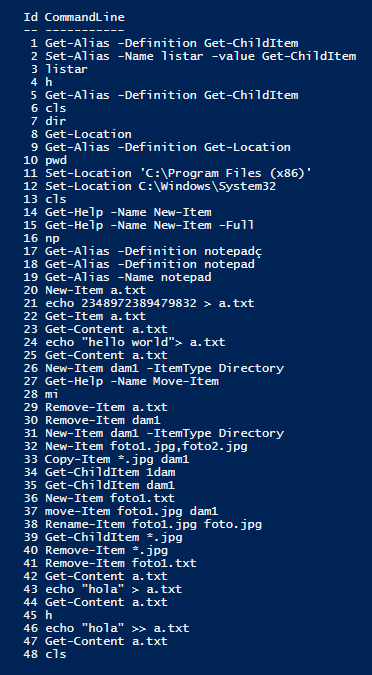 Id CommandLine
-- -----------
1 Get-Alias -Definition Get-ChildItem
2 Set-Alias -Name listar -value Get-ChildItem
3 listar
4 h
5 Get-Alias -Definition Get-ChildItem
6 cls
7 dir
8 Get-Location
9 Get-Alias -Definition Get-Location
10 pwd
11 Set-Location 'C:\Program Files (x86)'
12 Set-Location C:\Windows\System32
13 cls
14 Get-Help -Name New-Item
15 Get-Help -Name New-Item -Full
16 np
17 Get-Alias -Definition notepadç
18 Get-Alias -Definition notepad
19 Get-Alias -Name notepad
20 New-Item a.txt
21 echo 2348972389479832 > a.txt
22 Get-Item a.txt
23 Get-Content a.txt
24 echo "hello world"> a.txt
25 Get-Content a.txt
26 New-Item dam1 -ItemType Directory
27 Get-Help -Name Move-Item
28 mi
29 Remove-Item a.txt
30 Remove-Item dam1
31 New-Item dam1 -ItemType Directory
32 New-Item foto1.jpg,foto2.jpg
33 Copy-Item *.jpg dam1
34 Get-ChildItem 1dam
35 Get-ChildItem dam1
36 New-Item foto1.txt
37 move-Item foto1.jpg dam1
38 Rename-Item foto1.jpg foto.jpg
39 Get-ChildItem *.jpg
40 Remove-Item *.jpg
41 Remove-Item foto1.txt
42 Get-Content a.txt
43 echo "hola" > a.txt
44 Get-Content a.txt
45 h
46 echo "hola" >> a.txt
47 Get-Content a.txt
48 cls